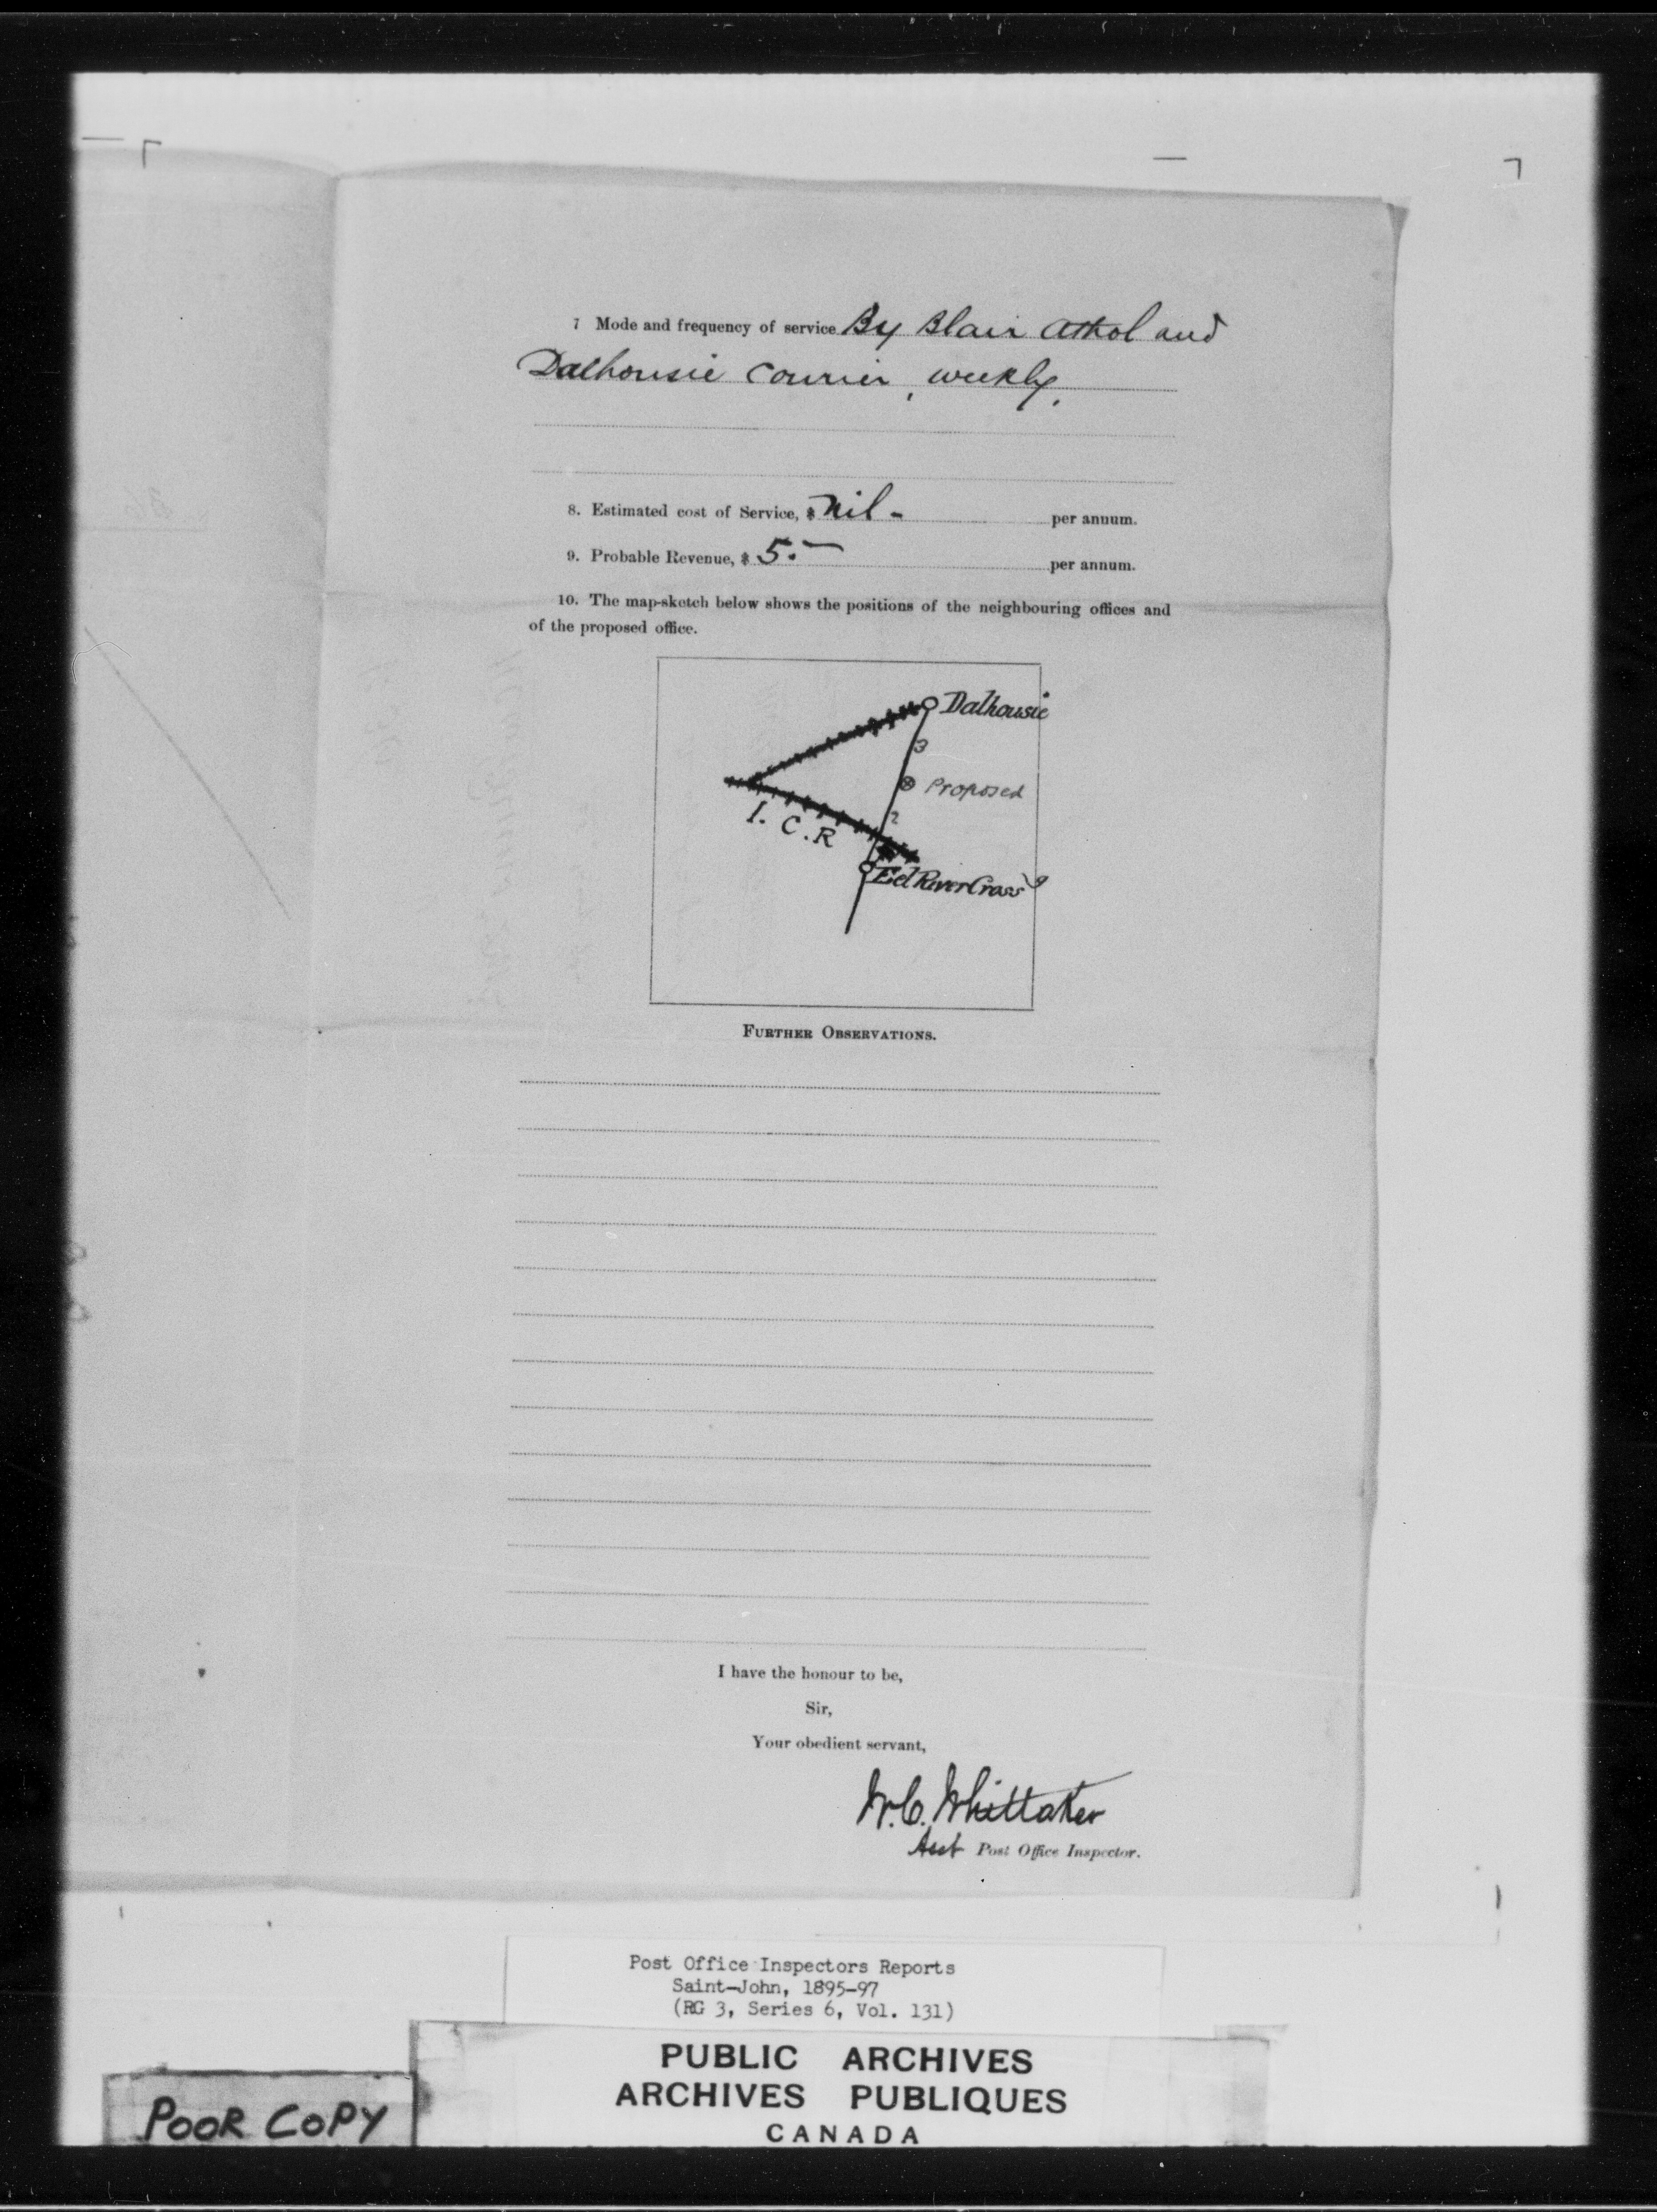 7 Mode and frequency of service By Blair Athol and
Dalhousie Courier, weekly.
8. Estimated cost of Service, $ Nil - per annum.
9. Probable Revenue, $ 5.— per annum.
10. The map-sketch below shows the positions of the neighbouring offices and
of the proposed office.
Dalhousie
3
Proposed
2
I. C. R
Eel River Cross'g
FURTHER OBSERVATIONS.
I have the honour to be,
Sir,
Your obedient servant,
W. C. Whittaker
Asst Post Office Inspector.
Post Office Inspectors Reports
Saint-John, 1895-97
(RG 3, Series 6, Vol. 131)
PUBLIC ARCHIVES
ARCHIVES PUBLIQUES
CANADA
POOR COPY